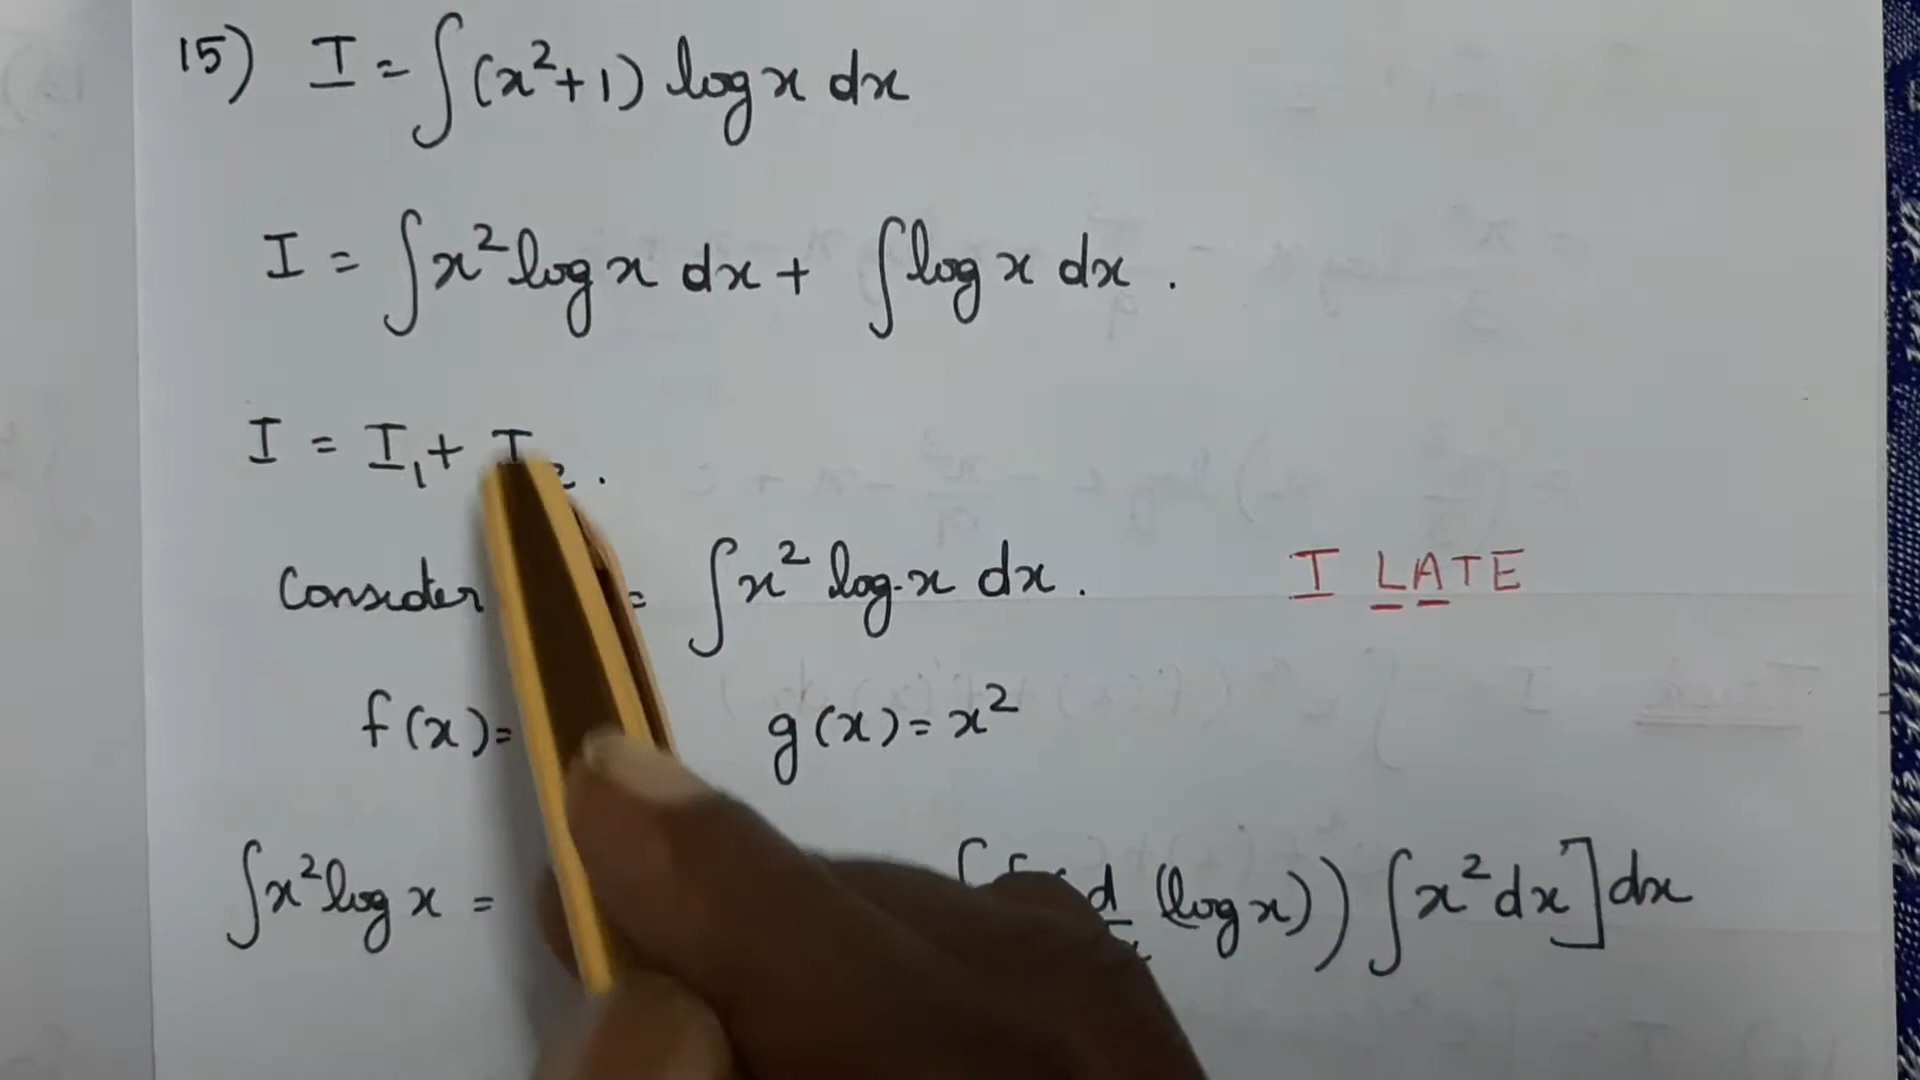 15) I = ∫(x²+1) log x dx
I = ∫x² log x dx + ∫log x dx .
I = I₁ + I₂ .
Consider = ∫x² log x dx . I LATE
f(x) = g(x) = x²
∫x² log x = d (log x)) ∫x² dx] dx